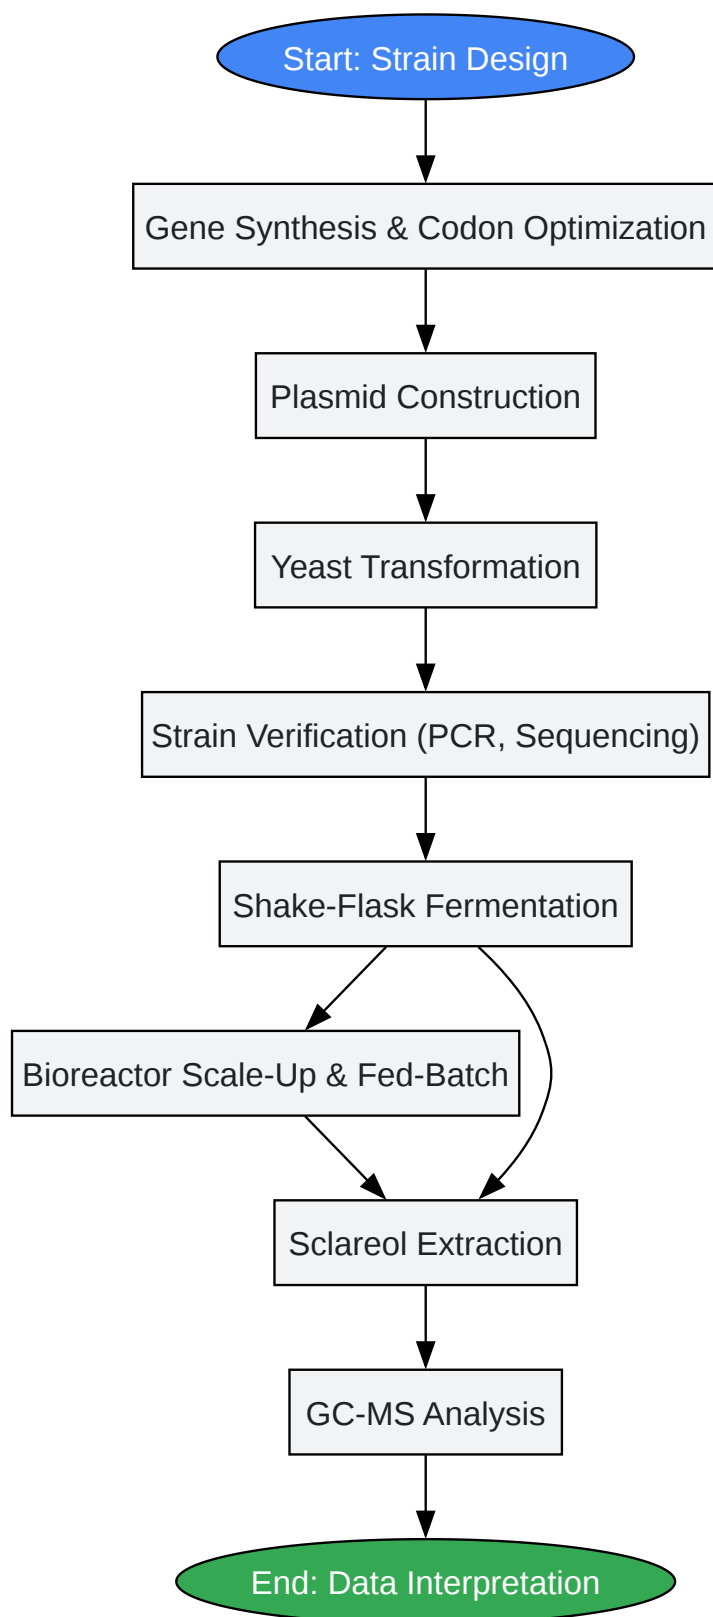 Start: Strain Design
Gene Synthesis & Codon Optimization
Plasmid Construction
Yeast Transformation
Strain Verification (PCR, Sequencing)
Shake-Flask Fermentation
Bioreactor Scale-Up & Fed-Batch
Sclareol Extraction
GC-MS Analysis
End: Data Interpretation